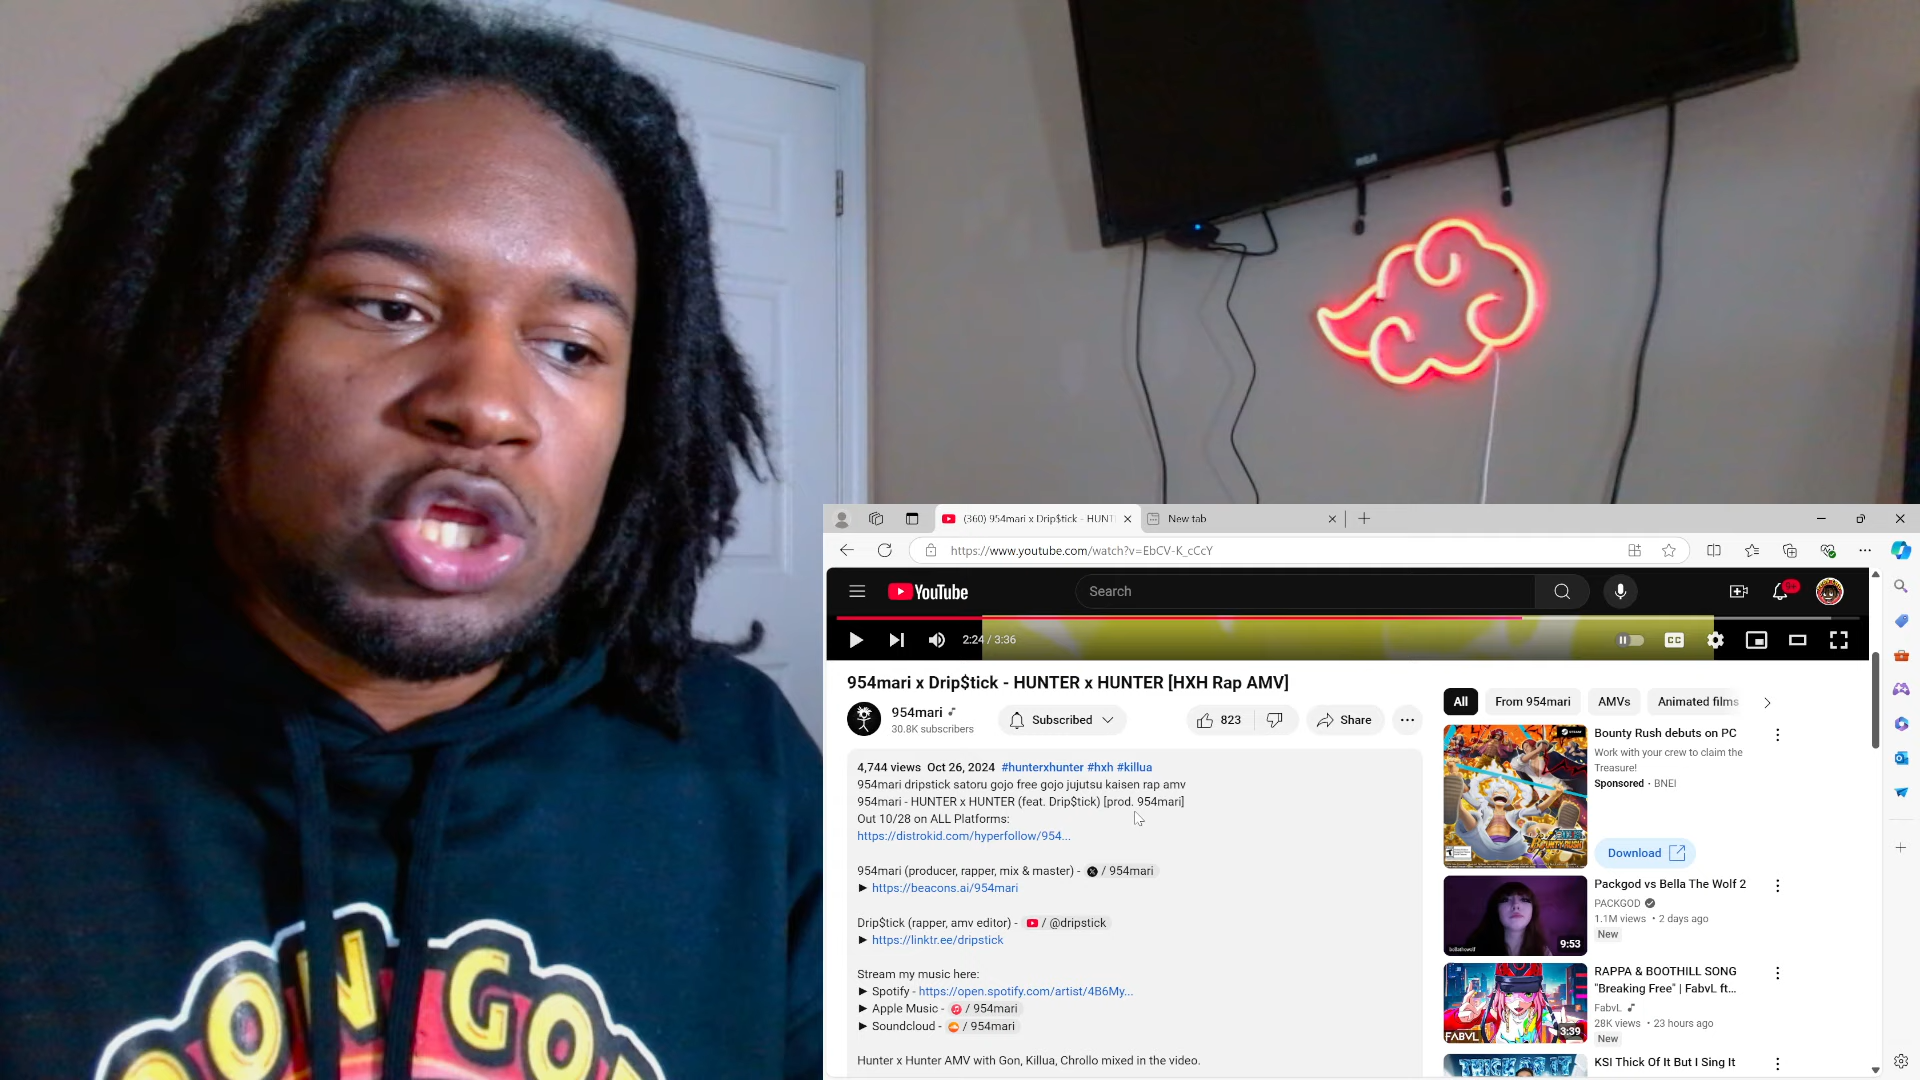 RCA
ON GO
(360) 954mari x Drip$tick - HUNT
New tab
https://www.youtube.com/watch?v=EbCV-K_cCcY
YouTube
Search
9+
2:24 / 3:36
CC
954mari x Drip$tick - HUNTER x HUNTER [HXH Rap AMV]
954mari
30.8K subscribers
Subscribed
823
Share
4,744 views Oct 26, 2024 #hunterxhunter #hxh #killua
954mari dripstick satoru gojo free gojo jujutsu kaisen rap amv
954mari - HUNTER x HUNTER (feat. Drip$tick) [prod. 954mari]
Out 10/28 on ALL Platforms:
https://distrokid.com/hyperfollow/954...
954mari (producer, rapper, mix & master) - / 954mari
► https://beacons.ai/954mari
Drip$tick (rapper, amv editor) - / @dripstick
► https://linktr.ee/dripstick
Stream my music here:
► Spotify - https://open.spotify.com/artist/4B6My...
► Apple Music - / 954mari
► Soundcloud - / 954mari
Hunter x Hunter AMV with Gon, Killua, Chrollo mixed in the video.
All
From 954mari
AMVs
Animated films
Bounty Rush debuts on PC
Work with your crew to claim the
Treasure!
Sponsored · BNEI
Download
Packgod vs Bella The Wolf 2
PACKGOD
1.1M views · 2 days ago
New
9:53
RAPPA & BOOTHILL SONG
"Breaking Free" | FabvL ft...
FabvL
28K views · 23 hours ago
New
FABVL
3:39
KSI Thick Of It But I Sing It